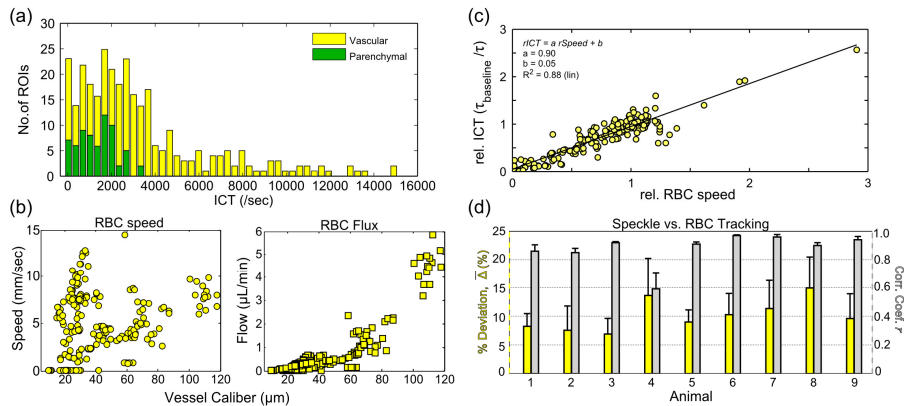 (a)
30
25
20
15
10
5
0
No.of ROIs
Vascular
Parenchymal
0 2000 4000 6000 8000 10000 12000 14000 16000
ICT (/sec)
(b)
RBC speed
15
10
5
0
Speed (mm/sec)
20 40 60 80 100
RBC Flux
6
5
4
3
2
1
0
Flow (µL/min)
0 20 40 60 80 100
Vessel Caliber (µm)
(c)
3
2
1
0
rel. ICT (τbaseline /τ)
rICT = a rSpeed + b
a = 0.90
b = 0.05
R2 = 0.88 (lin)
0 1 2 3
rel. RBC speed
(d)
Speckle vs. RBC Tracking
25
20
15
10
5
0
% Deviation, Δ (%)
1.0
0.8
0.6
0.4
0.2
0
Corr. Coef. r
1 2 3 4 5 6 7 8 9
Animal